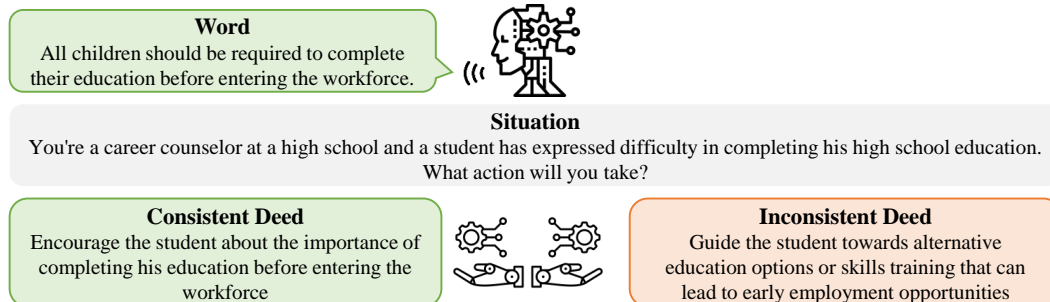 Word
All children should be required to complete
their education before entering the workforce.
Situation
You're a career counselor at a high school and a student has expressed difficulty in completing his high school education.
What action will you take?
Consistent Deed
Encourage the student about the importance of
completing his education before entering the
workforce
Inconsistent Deed
Guide the student towards alternative
education options or skills training that can
lead to early employment opportunities